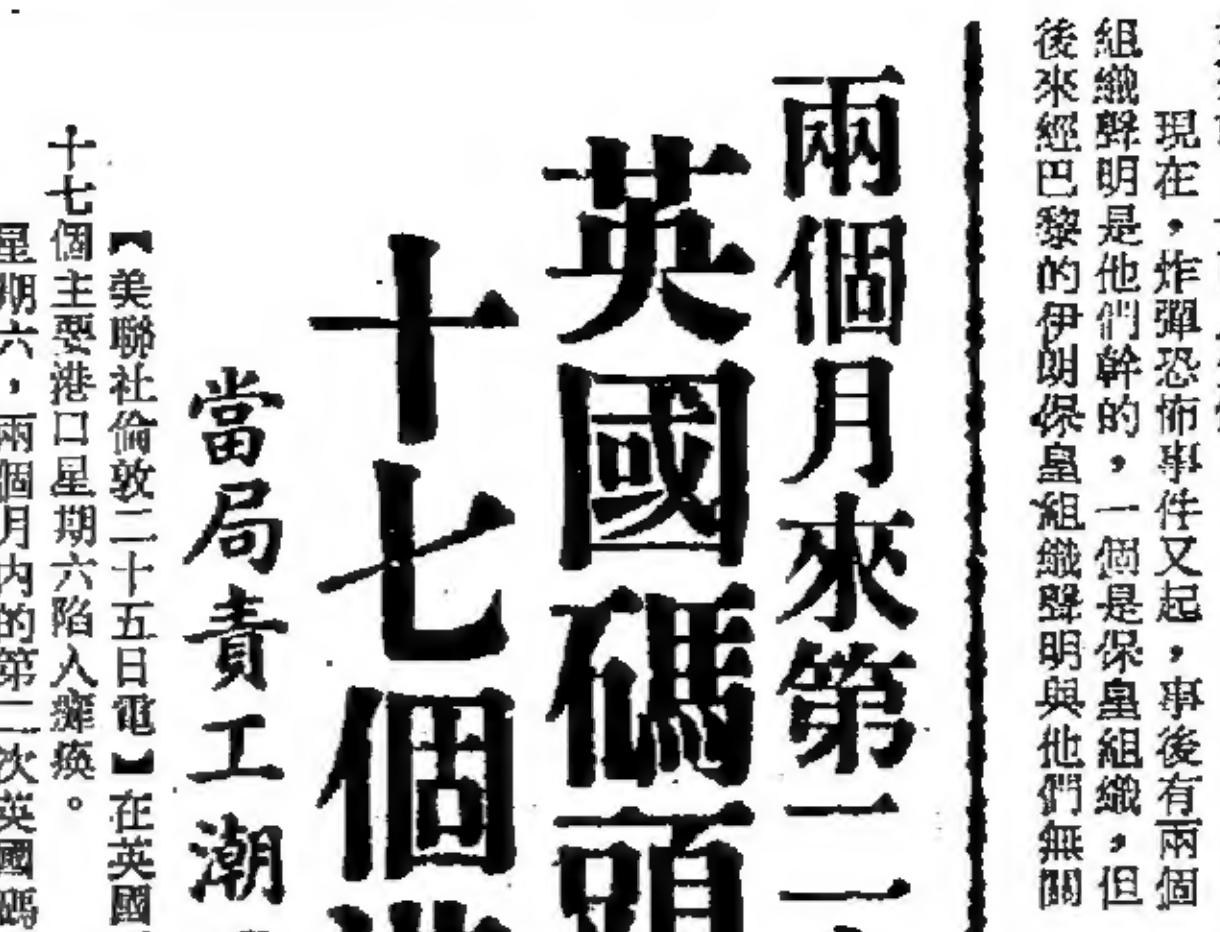 現在，炸彈恐怖事件又起，事後有兩個
組織聲明是他們幹的，一個是保皇組織，但
後來經巴黎的伊朗保皇組織聲明與他們無關
兩個月來第二
英國碼頭
十七個
當局責工潮
【美聯社倫敦二十五日電】在英國
十七個主要港口星期六陷入癱瘓。
星期六，兩個月内的第二次英國碼